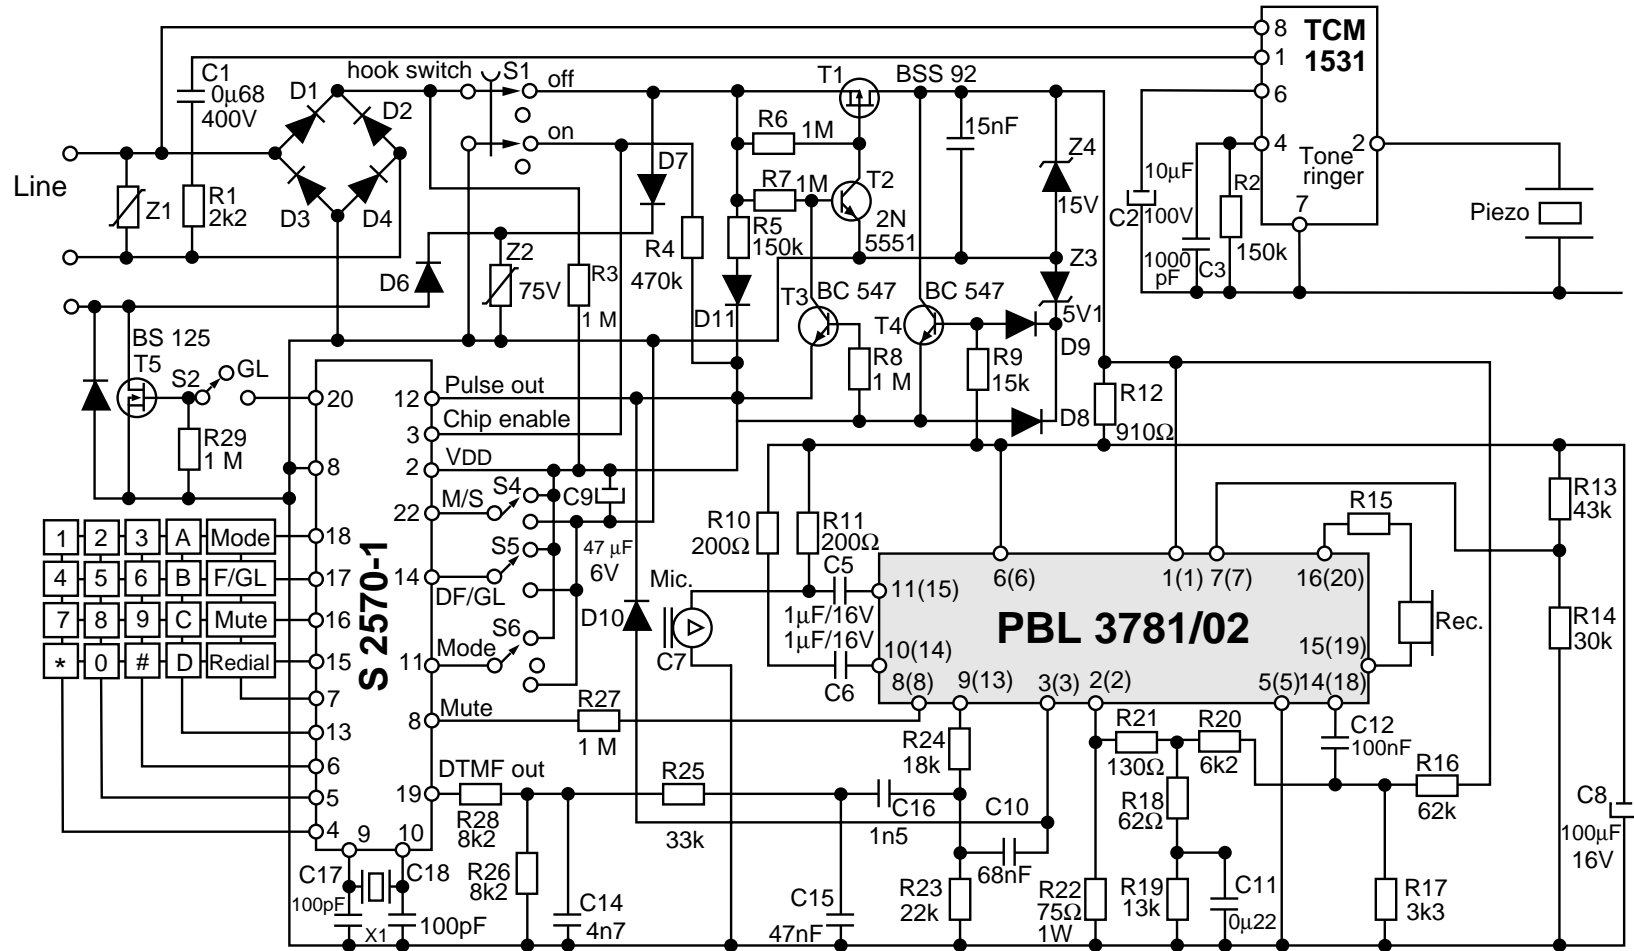 TCM
1531
8
1
6
4
2
7
Tone
ringer
Piezo
10µF
C2
100V
1000
pF
C3
R2
150k
C1
0µ68
400V
Line
Z1
R1
2k2
D1
D2
D3
D4
hook switch
S1
off
on
D6
Z2
75V
D7
R3
1 M
R4
470k
R5
150k
D11
R6
1M
R7
1M
T1
BSS 92
T2
2N
5551
15nF
Z4
15V
Z3
5V1
T3
BC 547
BC 547
T4
R8
1 M
R9
15k
D9
D8
R12
910Ω
BS 125
T5
S2
GL
R29
1 M
S 2570-1
20
8
18
17
16
15
7
13
6
5
4
9
10
12
Pulse out
3
Chip enable
2
VDD
22
M/S
14
DF/GL
11
Mode
8
Mute
19
DTMF out
S4
S5
S6
C9
47 µF
6V
D10
1
2
3
A
Mode
4
5
6
B
F/GL
7
8
9
C
Mute
*
0
#
D
Redial
C17
100pF
X1
C18
100pF
R28
8k2
R26
8k2
C14
4n7
R27
1 M
R25
33k
C15
47nF
C16
1n5
Mic.
C7
R10
200Ω
R11
200Ω
C5
1µF/16V
1µF/16V
C6
PBL 3781/02
11(15)
10(14)
6(6)
1(1)
7(7)
16(20)
15(19)
8(8)
9(13)
3(3)
2(2)
5(5)
14(18)
R15
Rec.
R13
43k
R14
30k
R24
18k
C10
68nF
R23
22k
R22
75Ω
1W
R21
130Ω
R20
6k2
R18
62Ω
R19
13k
C11
0µ22
C12
100nF
R16
62k
R17
3k3
C8
100µF
16V